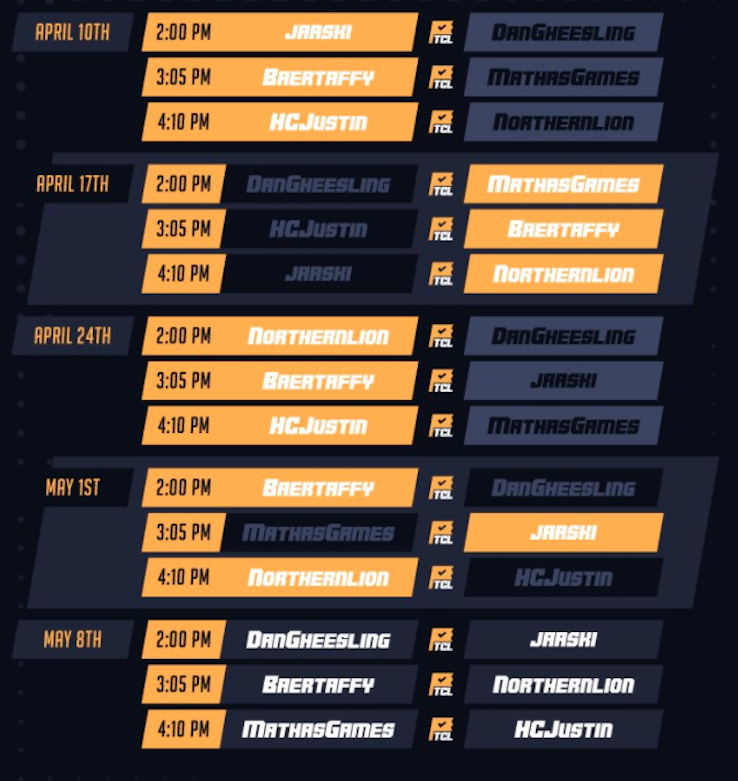 APRIL 10TH 2:00 PM JARSKI TCL DANGHEESLING
3:05 PM BAERTAFFY TCL MATHASGAMES
4:10 PM HCJUSTIN TCL NORTHERNLION
APRIL 17TH 2:00 PM DANGHEESLING TCL MATHASGAMES
3:05 PM HCJUSTIN TCL BAERTAFFY
4:10 PM JARSKI TCL NORTHERNLION
APRIL 24TH 2:00 PM NORTHERNLION TCL DANGHEESLING
3:05 PM BAERTAFFY TCL JARSKI
4:10 PM HCJUSTIN TCL MATHASGAMES
MAY 1ST 2:00 PM BAERTAFFY TCL DANGHEESLING
3:05 PM MATHASGAMES TCL JARSKI
4:10 PM NORTHERNLION TCL HCJUSTIN
MAY 8TH 2:00 PM DANGHEESLING TCL JARSKI
3:05 PM BAERTAFFY TCL NORTHERNLION
4:10 PM MATHASGAMES TCL HCJUSTIN